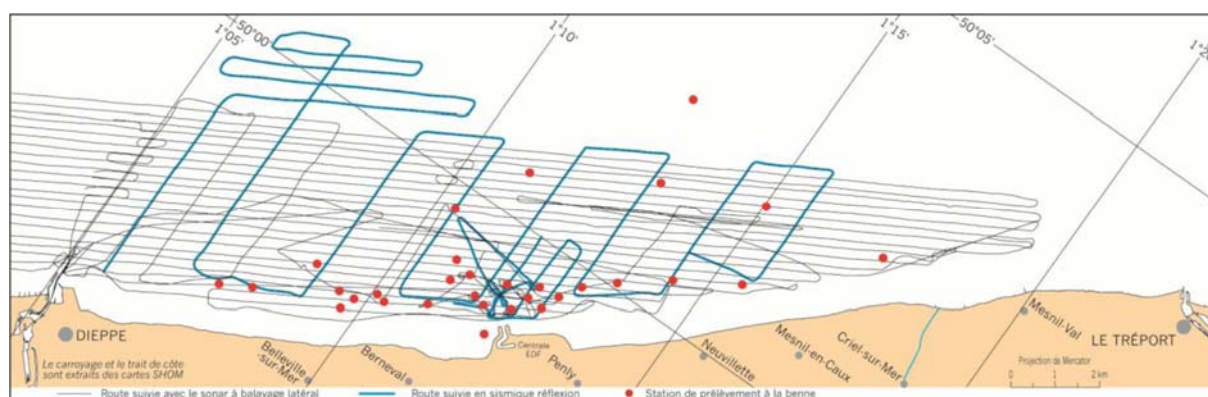 1°05'
50°00'
1°10'
1°15'
50°05'
DIEPPE
Le carroyage et le trait de côte
sont extraits des cartes SHOM
Belleville
-sur-Mer
Berneval
Centrale
EDF
Penly
Neuvillette
Mesnil-en-Caux
Criel-sur-Mer
Mesnil-Val
LE TRÉPORT
Projection de Mercator
0 1 2 km
Route suivie avec le sonar à balayage latéral
Route suivie en sismique réflexion
Station de prélèvement à la benne